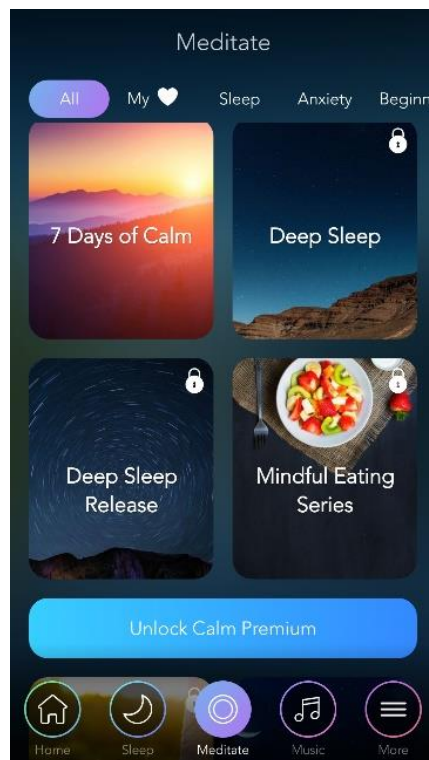 Meditate
All My Sleep Anxiety Beginn
7 Days of Calm
Deep Sleep
Deep Sleep
Release
Mindful Eating
Series
Unlock Calm Premium
Home Sleep Meditate Music More